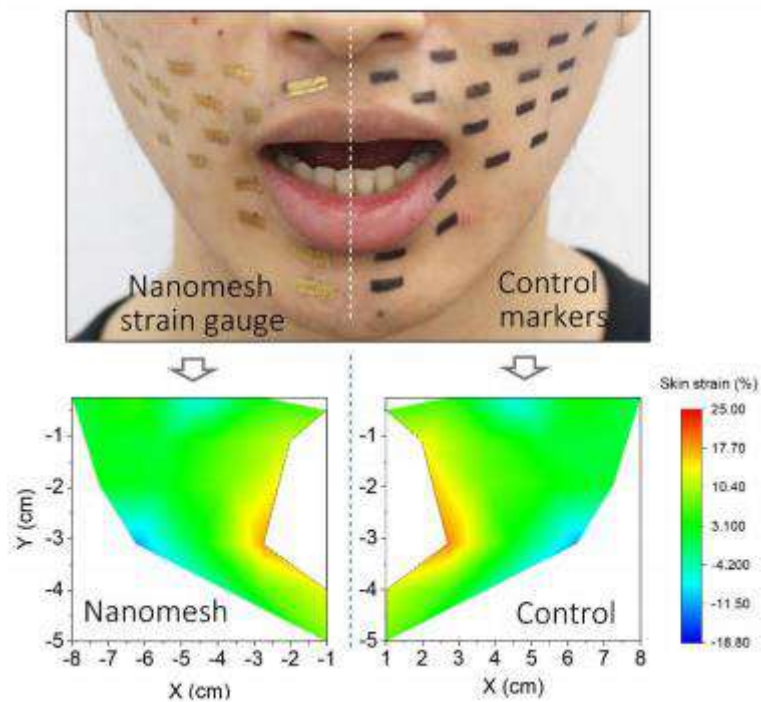 Nanomesh
strain gauge
Control
markers
Skin strain (%)
25.00
17.70
10.40
3.100
-4.200
-11.50
-18.80
Y (cm)
-1
-2
-3
-4
-5
Nanomesh
-8 -7 -6 -5 -4 -3 -2 -1
X (cm)
Control
1 2 3 4 5 6 7 8
X (cm)